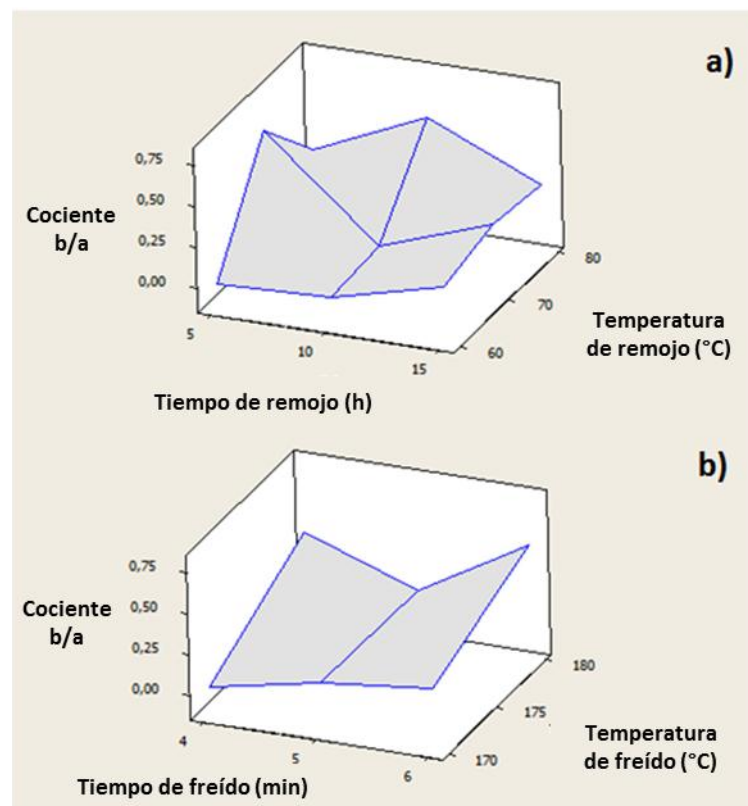 a)
0,75
0,50
0,25
0,00
Cociente
b/a
5
10
15
60
70
80
Temperatura
de remojo (°C)
Tiempo de remojo (h)
b)
0,75
0,50
0,25
0,00
Cociente
b/a
4
5
6
170
175
180
Temperatura
de freído (°C)
Tiempo de freído (min)